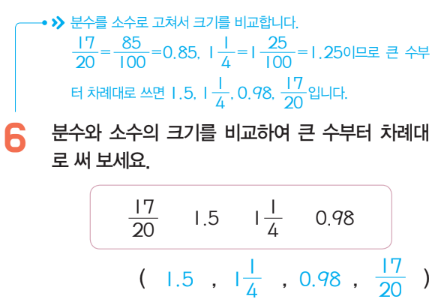 » 분수를 소수로 고쳐서 크기를 비교합니다.
17/20=85/100=0.85, 1 1/4=1 25/100=1.25이므로 큰 수부
터 차례대로 쓰면 1.5, 1 1/4, 0.98, 17/20입니다.
6 분수와 소수의 크기를 비교하여 큰 수부터 차례대
로 써 보세요.
17/20 1.5 1 1/4 0.98
( 1.5 , 1 1/4 , 0.98 , 17/20 )